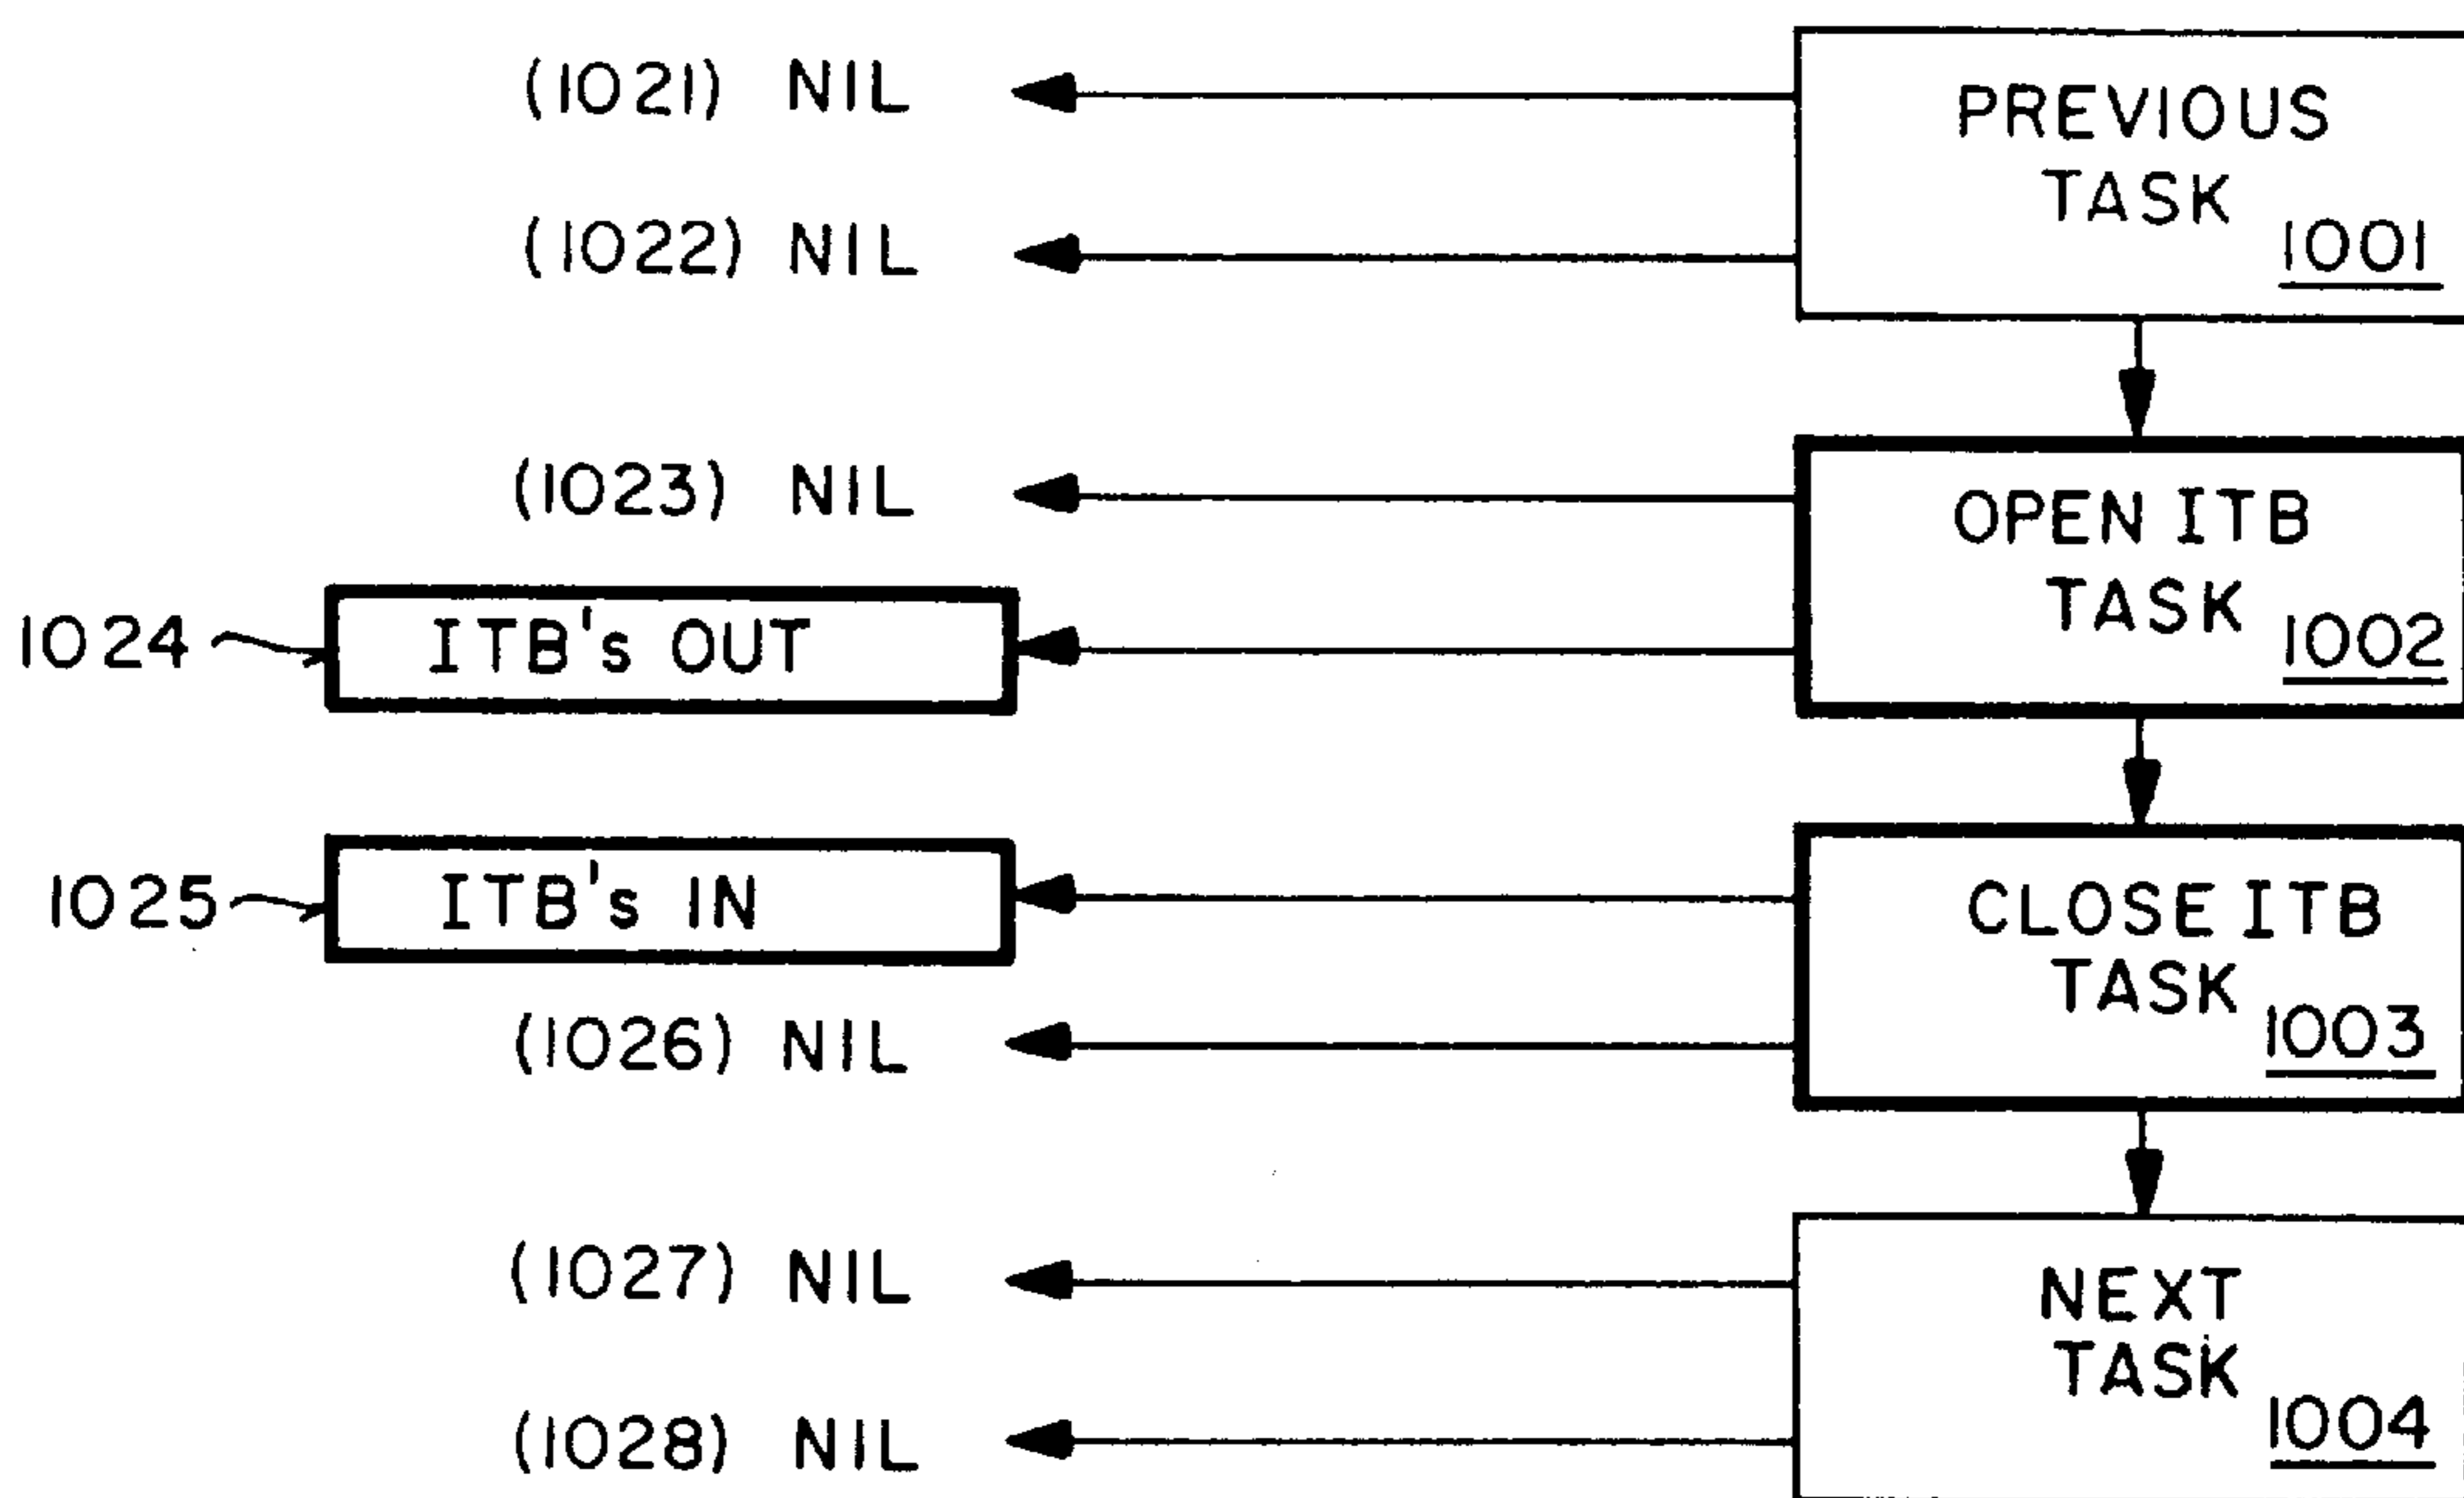 (1021) NIL
PREVIOUS
TASK
1001
(1022) NIL
(1023) NIL
OPEN ITB
TASK
1002
1024
ITB's OUT
1025
ITB's IN
CLOSE ITB
TASK
1003
(1026) NIL
(1027) NIL
NEXT
TASK
1004
(1028) NIL